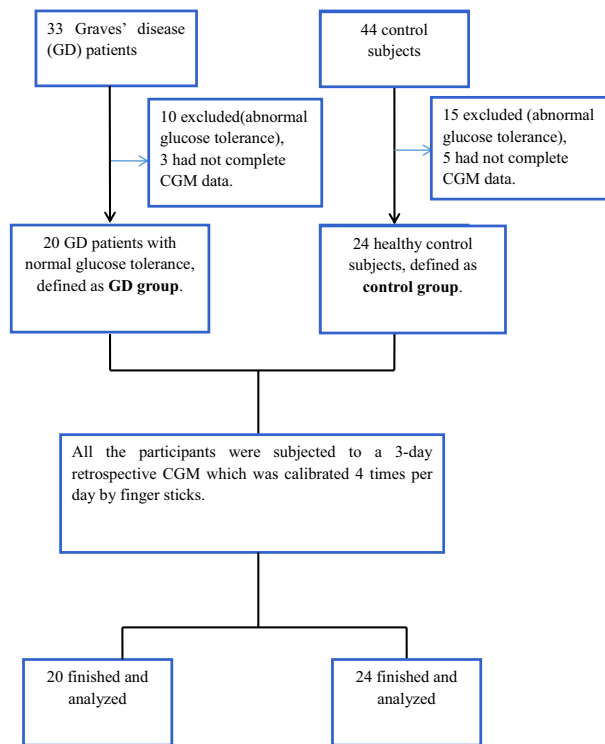 33 Graves' disease
(GD) patients
44 control
subjects
10 excluded(abnormal
glucose tolerance),
3 had not complete
CGM data.
15 excluded (abnormal
glucose tolerance),
5 had not complete
CGM data.
20 GD patients with
normal glucose tolerance,
defined as GD group.
24 healthy control
subjects, defined as
control group.
All the participants were subjected to a 3-day
retrospective CGM which was calibrated 4 times per
day by finger sticks.
20 finished and
analyzed
24 finished and
analyzed